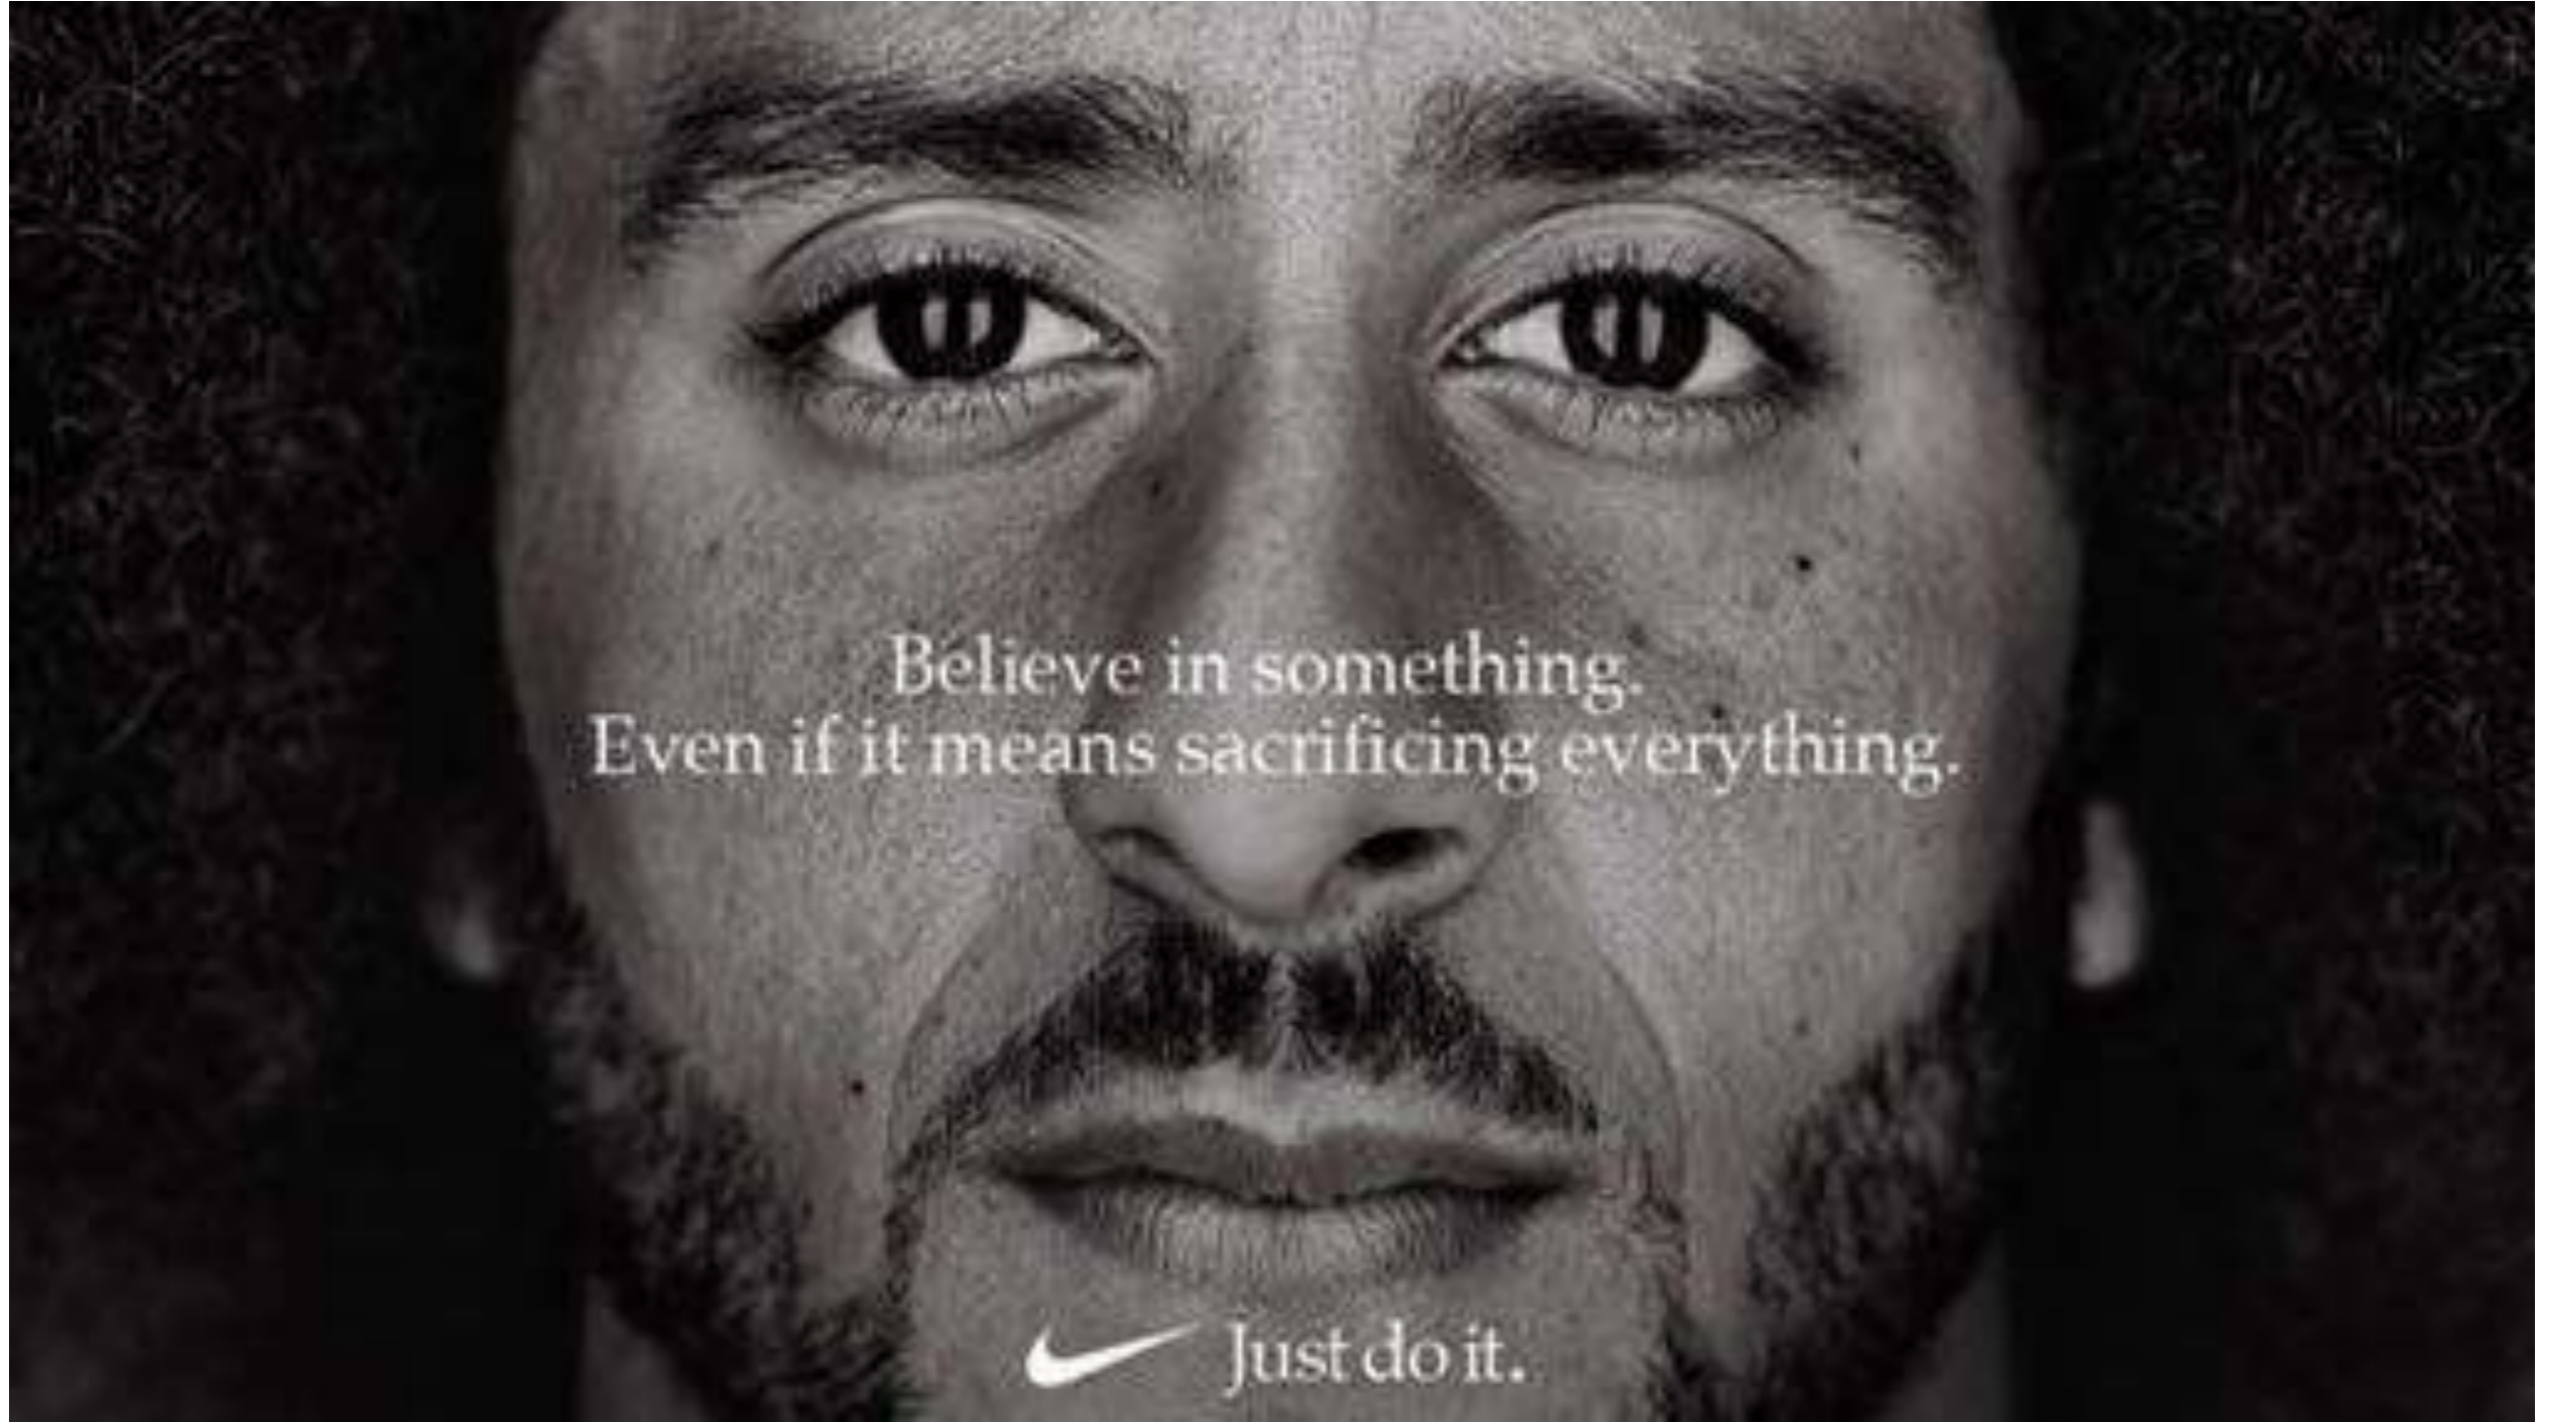 Believe in something.
Even if it means sacrificing everything.
Just do it.